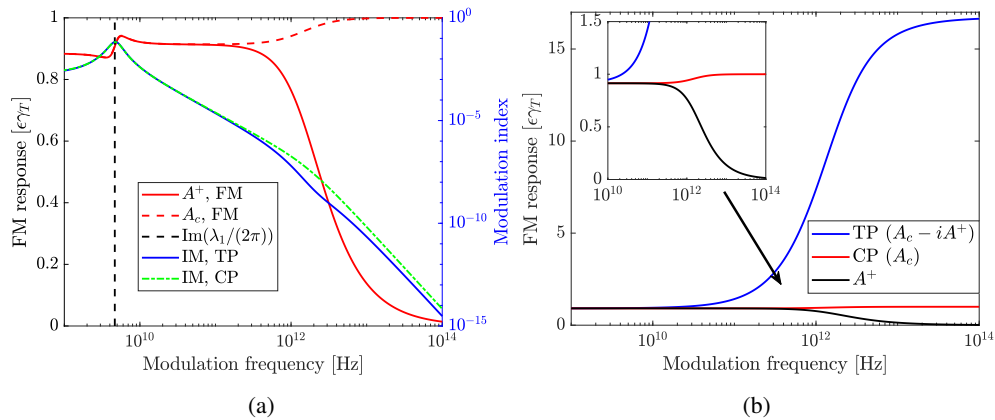 FM response [ϵγ_T]
1
0.8
0.6
0.4
0.2
0
10^10
10^12
10^14
Modulation frequency [Hz]
10^0
10^-5
10^-10
10^-15
Modulation index
A^+, FM
A_c, FM
Im(λ_1/(2π))
IM, TP
IM, CP
(a)
FM response [ϵγ_T]
15
10
5
0
10^10
10^12
10^14
Modulation frequency [Hz]
1.5
1
0.5
0
10^10
10^12
10^14
TP (A_c − iA^+)
CP (A_c)
A^+
(b)